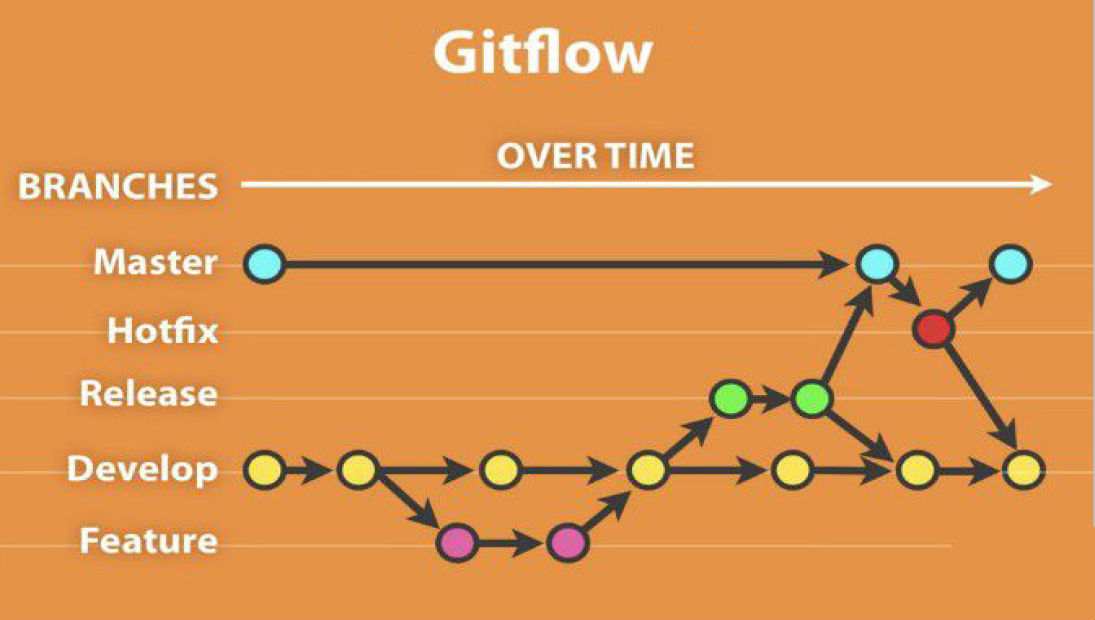 Gitflow
OVER TIME
BRANCHES
Master
Hotfix
Release
Develop
Feature